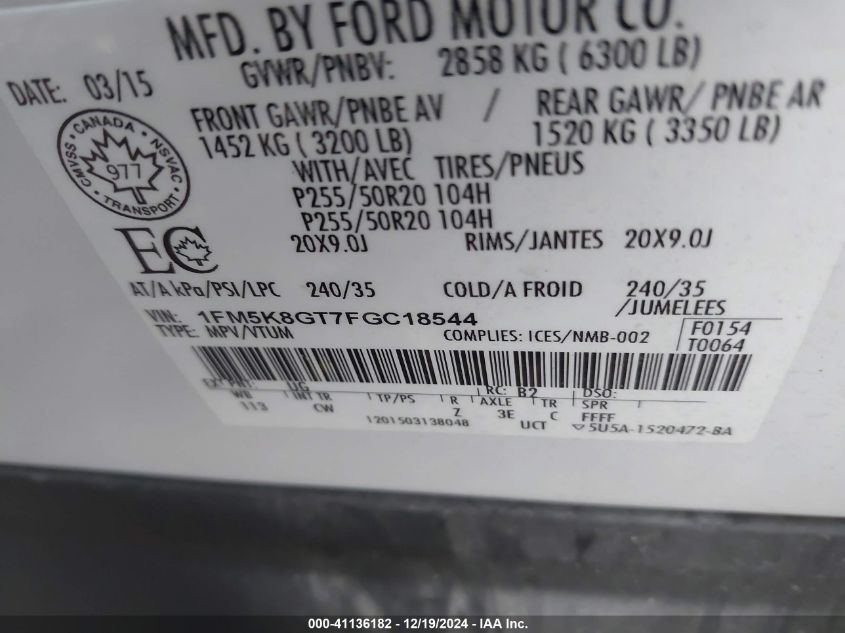 MFD. BY FORD MOTOR CO.
DATE: 03/15 GVWR/PNBV: 2858 KG ( 6300 LB)
FRONT GAWR/PNBE AV / REAR GAWR/ PNBE AR
1452 KG ( 3200 LB) 1520 KG ( 3350 LB)
CANADA
CMVSS NSVAC
977
TRANSPORT
WITH/AVEC TIRES/PNEUS
P255/50R20 104H
P255/50R20 104H
EC
20X9.0J RIMS/JANTES 20X9.0J
AT/A kPa/PSI/LPC 240/35 COLD/A FROID 240/35
/JUMELEES
VIN: 1FM5K8GT7FGC18544
TYPE: MPV/VTUM COMPLIES: ICES/NMB-002 F0154
T0064
EXT PNT: UG RC: B2 DSO:
WB INT TR TP/PS R AXLE TR SPR
113 CW Z 3E C FFFF
1201503138048 UCT ▽5U5A-1520472-BA
000-41136182 - 12/19/2024 - IAA Inc.